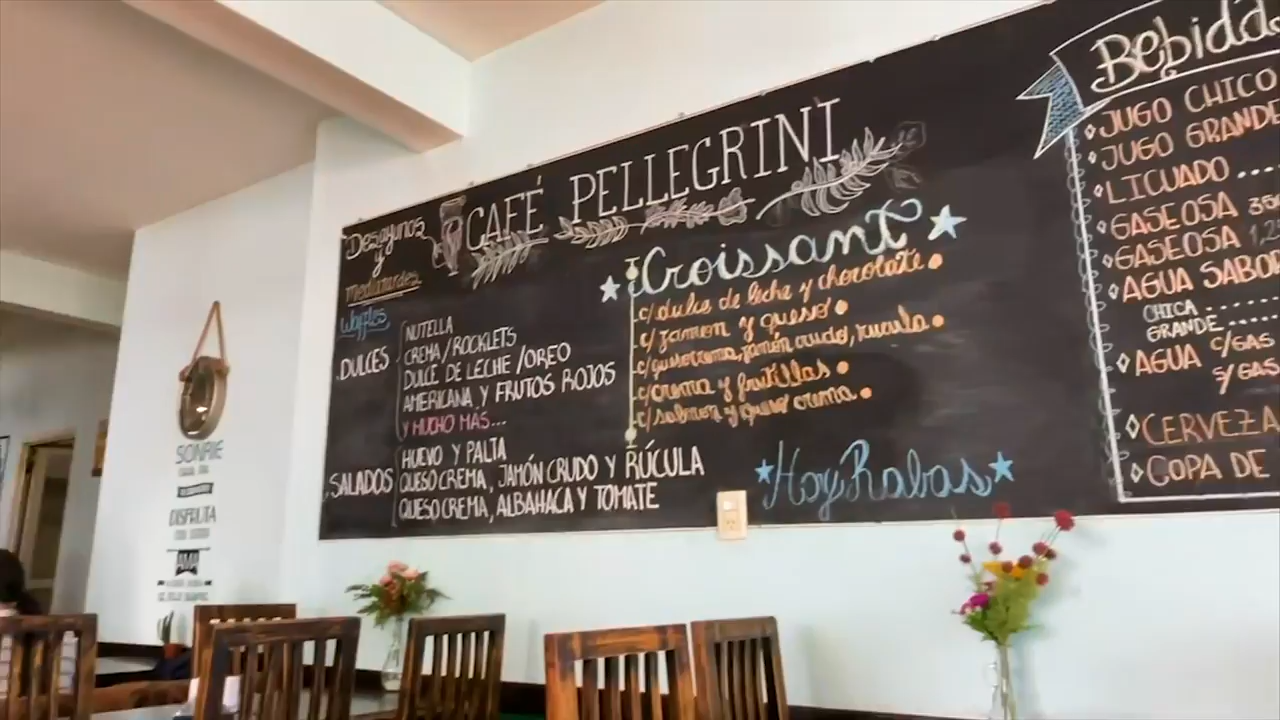 CAFÉ PELLEGRINI
Desayunos
y
Meriendas
Waffles
DULCES
NUTELLA
CREMA/ROCKLETS
DULCE DE LECHE/OREO
AMERICANA Y FRUTOS ROJOS
Y MUCHO MÁS...
SALADOS
HUEVO Y PALTA
QUESO CREMA, JAMÓN CRUDO Y RÚCULA
QUESO CREMA, ALBAHACA Y TOMATE
Croissant
c/dulce de leche y chocolate
c/jamon y queso
c/queso crema, jamón crudo, rucula
c/crema y frutillas
c/salmon y queso crema
Hoy Rabas
Bebida
JUGO CHICO
JUGO GRANDE
LICUADO....
GASEOSA
GASEOSA
AGUA SABOR
CHICA.......
GRANDE......
AGUA C/GAS
S/GAS
CERVEZA
COPA DE
SONRIE
DISFRUTA
AMA